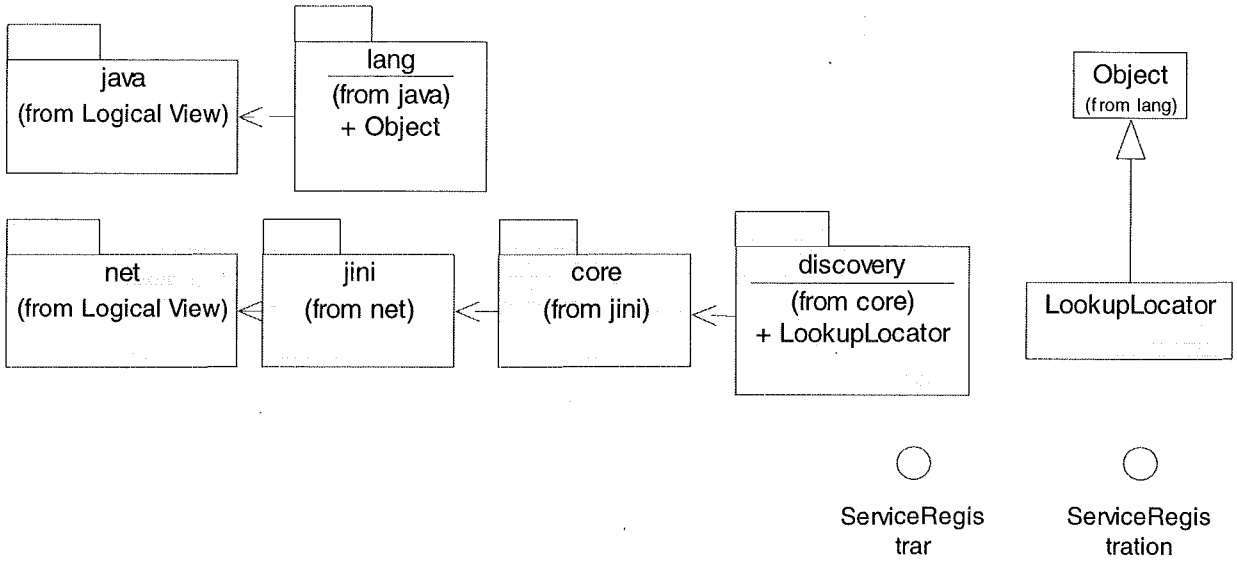 java
(from Logical View)
lang
(from java)
+ Object
Object
(from lang)
net
(from Logical View)
jini
(from net)
core
(from jini)
discovery
(from core)
+ LookupLocator
LookupLocator
ServiceRegis
trar
ServiceRegis
tration